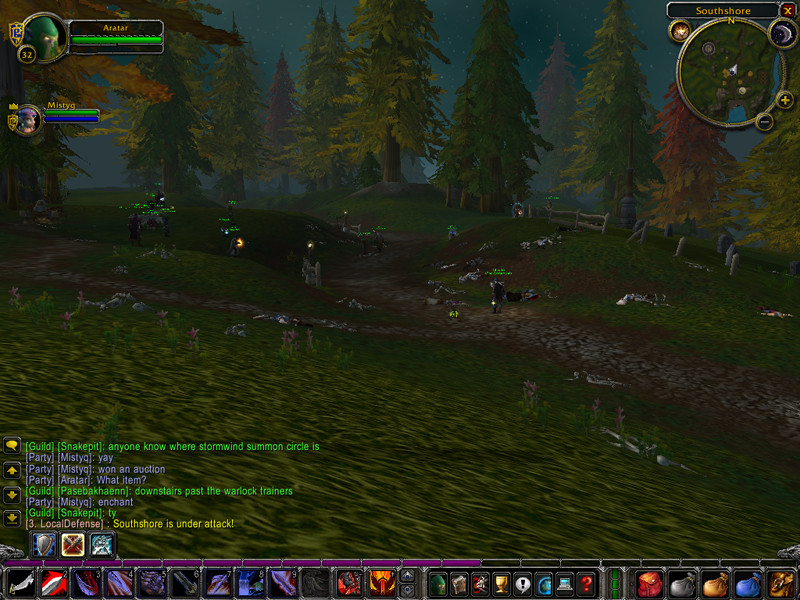 Aratar
Southshore
N
32
Mistyq
[Guild] [Snakepit]: anyone know where stormwind summon circle is
[Party] [Mistyq]: yay
[Party] [Mistyq]: won an auction
[Party] [Aratar]: What item?
[Guild] [Pasebakhaenn]: downstairs past the warlock trainers
[Party] [Mistyq]: enchant
[Guild] [Snakepit]: ty
[3. LocalDefense] : Southshore is under attack!